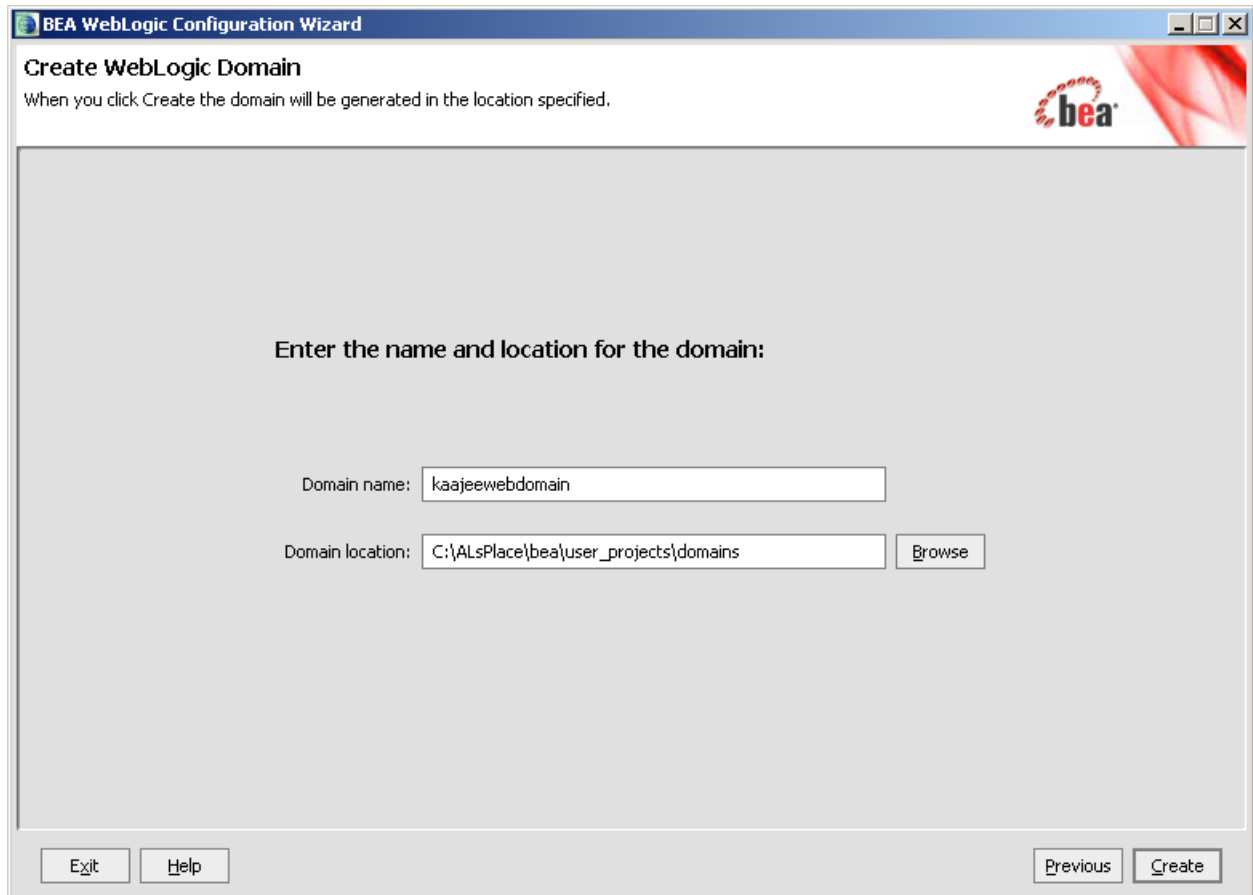 BEA WebLogic Configuration Wizard
Create WebLogic Domain
When you click Create the domain will be generated in the location specified.
bea
Enter the name and location for the domain:
Domain name: kaajeewebdomain
Domain location: C:\ALsPlace\bea\user_projects\domains Browse
Exit Help Previous Create